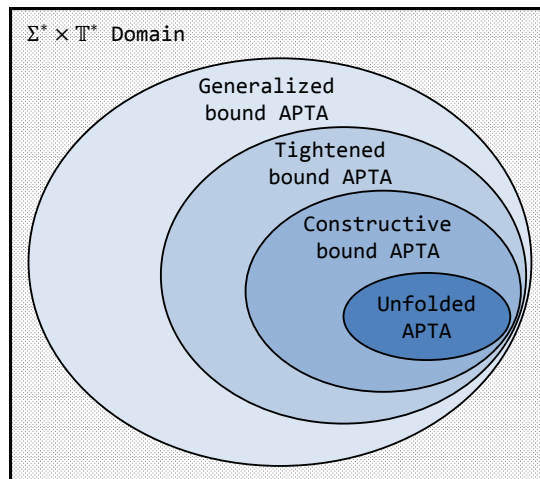 Σ* × 𝕋* Domain
Generalized
bound APTA
Tightened
bound APTA
Constructive
bound APTA
Unfolded
APTA